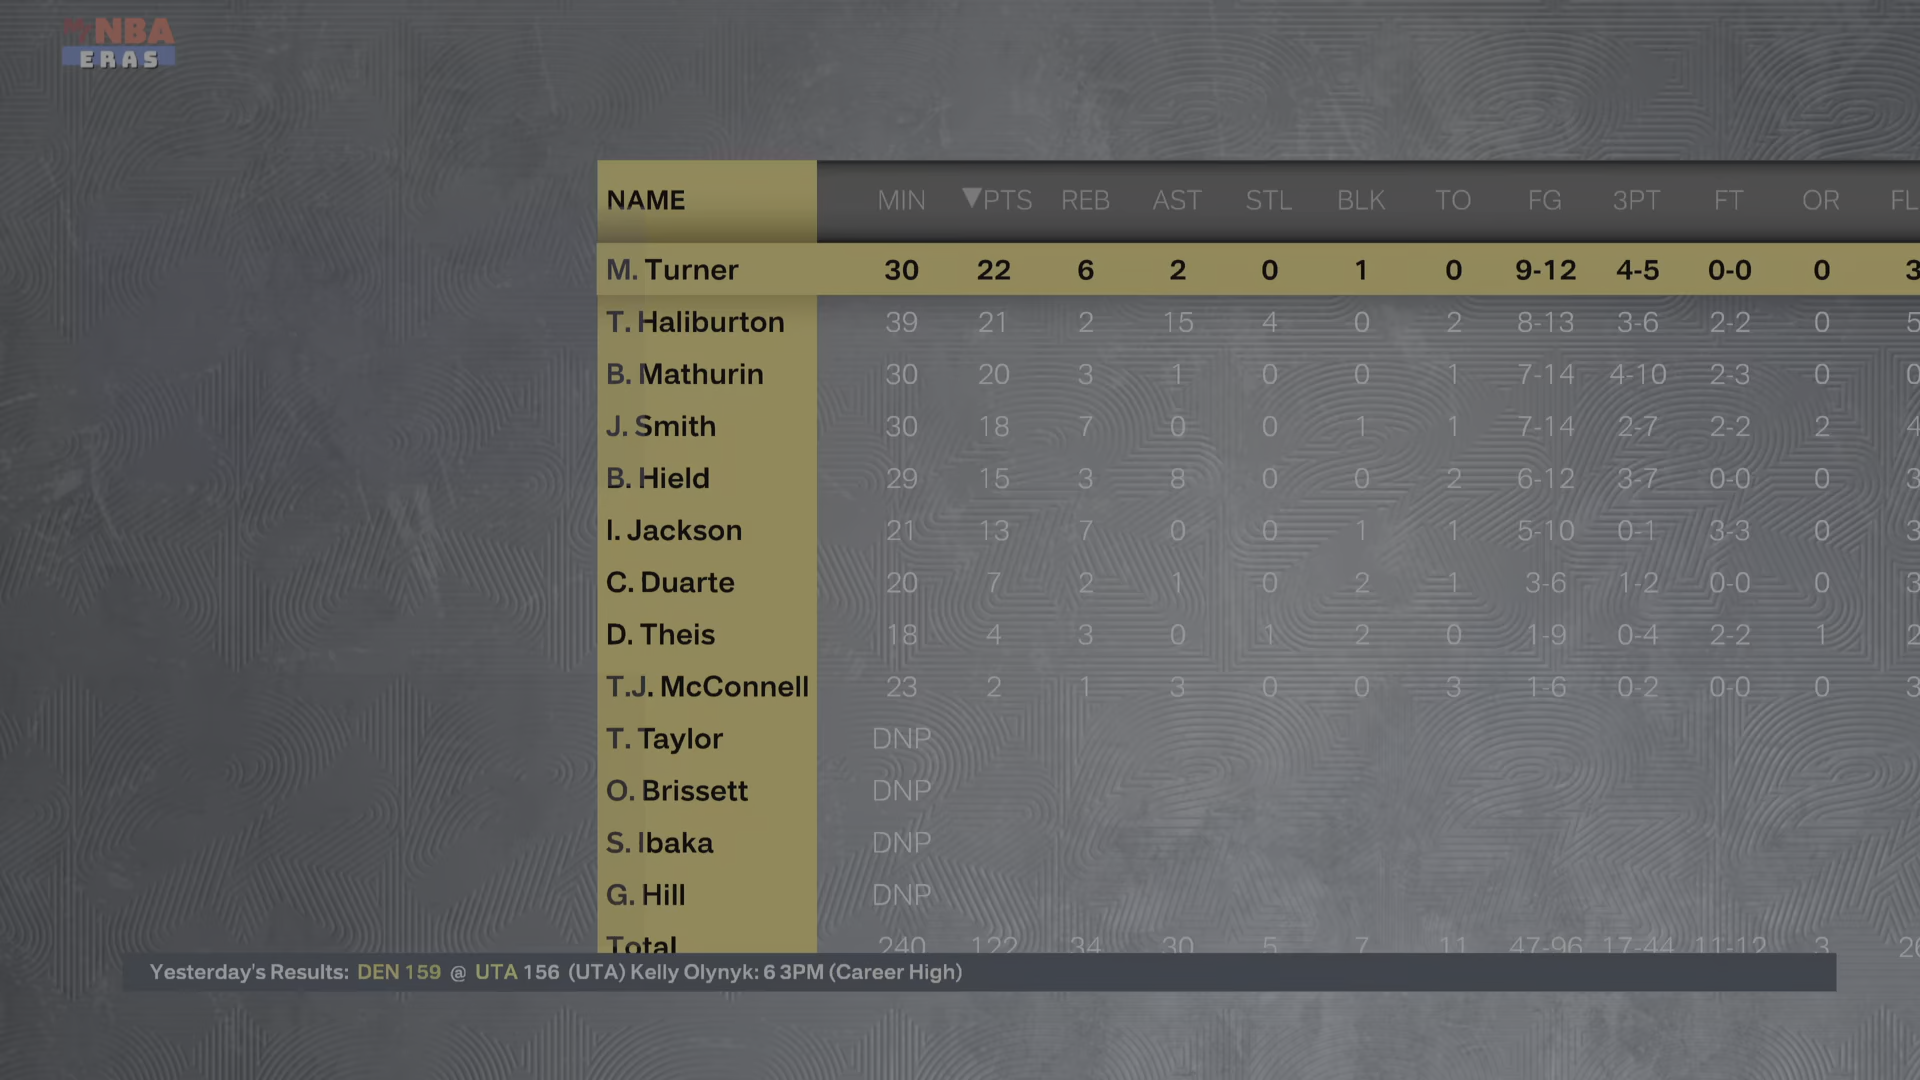 NBA
ERAS
NAME MIN ▼PTS REB AST STL BLK TO FG 3PT FT OR FL
M. Turner 30 22 6 2 0 1 0 9-12 4-5 0-0 0 3
T. Haliburton 39 21 2 15 4 0 2 8-13 3-6 2-2 0 5
B. Mathurin 30 20 3 1 0 0 1 7-14 4-10 2-3 0 0
J. Smith 30 18 7 0 0 1 1 7-14 2-7 2-2 2 4
B. Hield 29 15 3 8 0 0 2 6-12 3-7 0-0 0 3
I. Jackson 21 13 7 0 0 1 1 5-10 0-1 3-3 0 3
C. Duarte 20 7 2 1 0 2 1 3-6 1-2 0-0 0 3
D. Theis 18 4 3 0 1 2 0 1-9 0-4 2-2 1 2
T.J. McConnell 23 2 1 3 0 0 3 1-6 0-2 0-0 0 3
T. Taylor DNP
O. Brissett DNP
S. Ibaka DNP
G. Hill DNP
Total 240 122 34 30 5 7 11 47-96 17-44 11-12 3
Yesterday's Results: DEN 159 @ UTA 156 (UTA) Kelly Olynyk: 6 3PM (Career High)